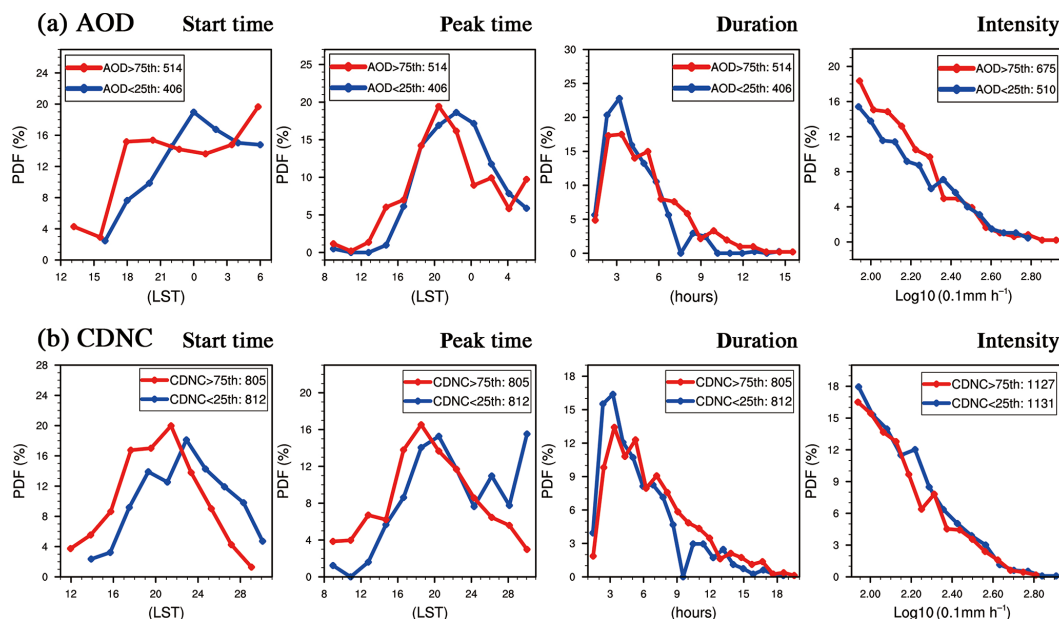 (a) AOD
Start time
Peak time
Duration
Intensity
PDF (%)
24
20
16
12
8
4
0
AOD>75th: 514
AOD<25th: 406
12 15 18 21 0 3 6
(LST)
PDF (%)
25
20
15
10
5
0
AOD>75th: 514
AOD<25th: 406
8 12 16 20 0 4
(LST)
PDF (%)
30
25
20
15
10
5
0
AOD>75th: 514
AOD<25th: 406
3 6 9 12 15
(hours)
PDF (%)
20
16
12
8
4
0
AOD>75th: 675
AOD<25th: 510
2.00 2.20 2.40 2.60 2.80
Log10 (0.1mm h⁻¹)
(b) CDNC
Start time
Peak time
Duration
Intensity
PDF (%)
28
24
20
16
12
8
4
0
CDNC>75th: 805
CDNC<25th: 812
12 16 20 24 28
(LST)
PDF (%)
20
16
12
8
4
0
CDNC>75th: 805
CDNC<25th: 812
8 12 16 20 24 28
(LST)
PDF (%)
18
15
12
9
6
3
0
CDNC>75th: 805
CDNC<25th: 812
3 6 9 12 15 18
(hours)
PDF (%)
18
15
12
9
6
3
0
CDNC>75th: 1127
CDNC<25th: 1131
2.00 2.20 2.40 2.60 2.80
Log10 (0.1mm h⁻¹)